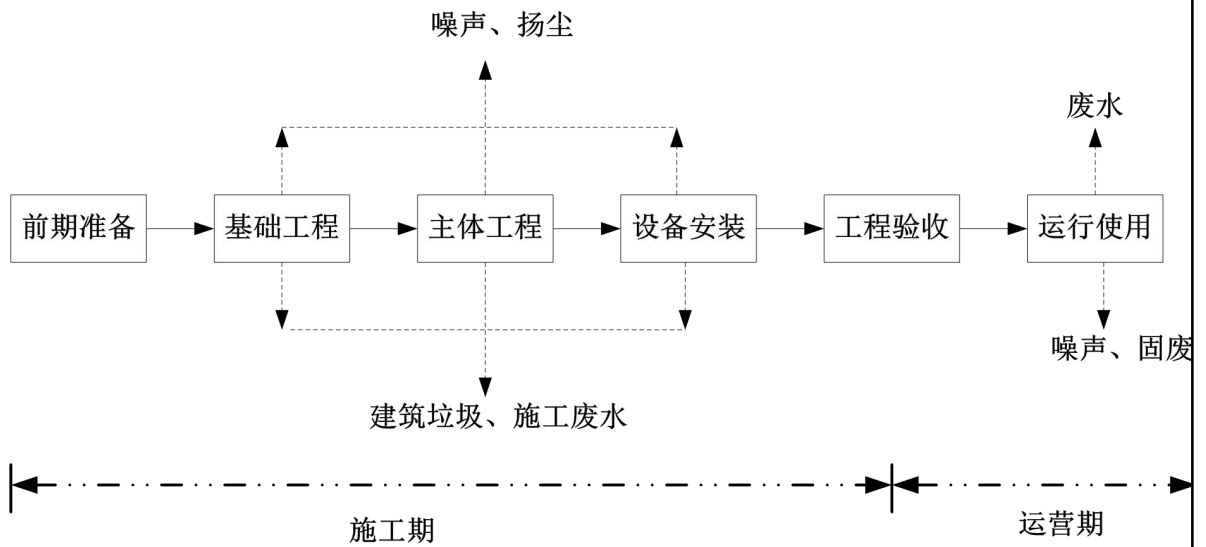 噪声、扬尘
废水
前期准备
基础工程
主体工程
设备安装
工程验收
运行使用
噪声、固废
建筑垃圾、施工废水
施工期
运营期